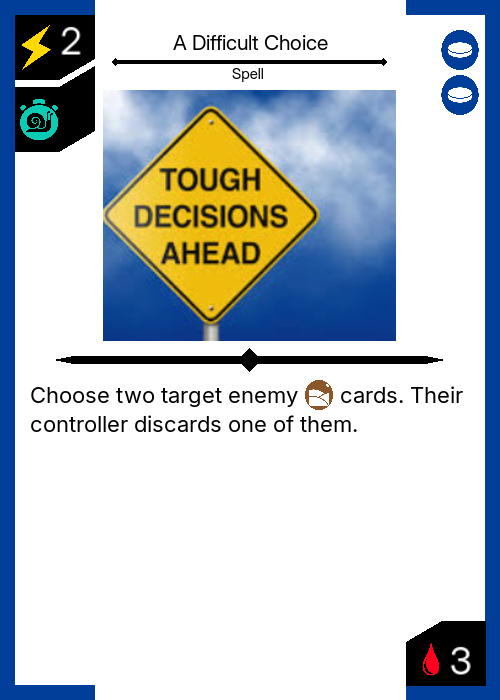 2
A Difficult Choice
Spell
TOUGH
DECISIONS
AHEAD
Choose two target enemy cards. Their
controller discards one of them.
3